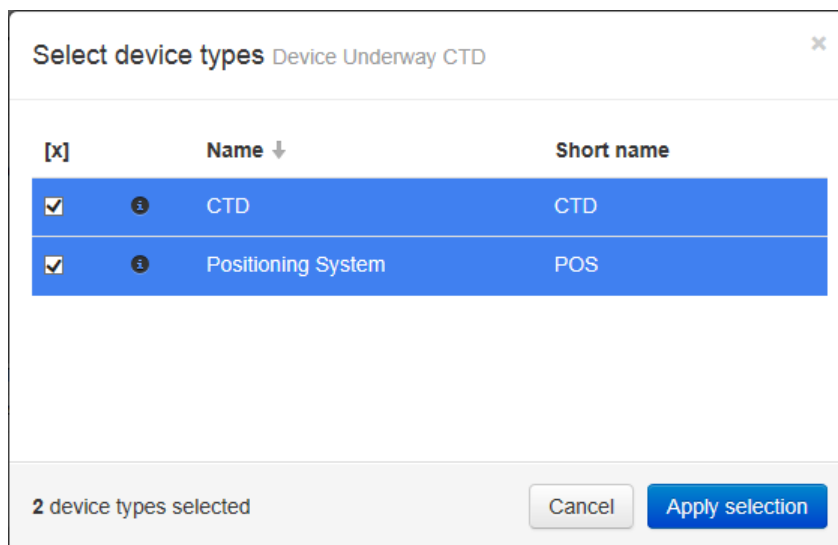 Select device types Device Underway CTD ×
[x] Name ↓ Short name
CTD CTD
Positioning System POS
2 device types selected Cancel Apply selection